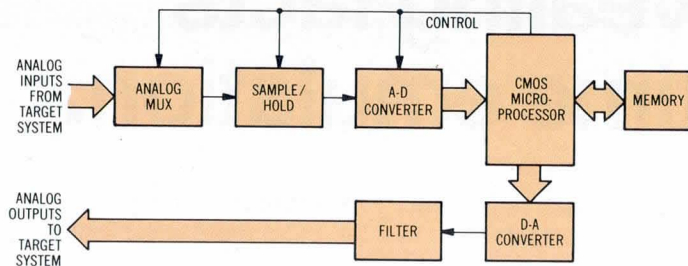 CONTROL
ANALOG
INPUTS
FROM
TARGET
SYSTEM
ANALOG
MUX
SAMPLE/
HOLD
A-D
CONVERTER
CMOS
MICRO-
PROCESSOR
MEMORY
ANALOG
OUTPUTS
TO
TARGET
SYSTEM
FILTER
D-A
CONVERTER